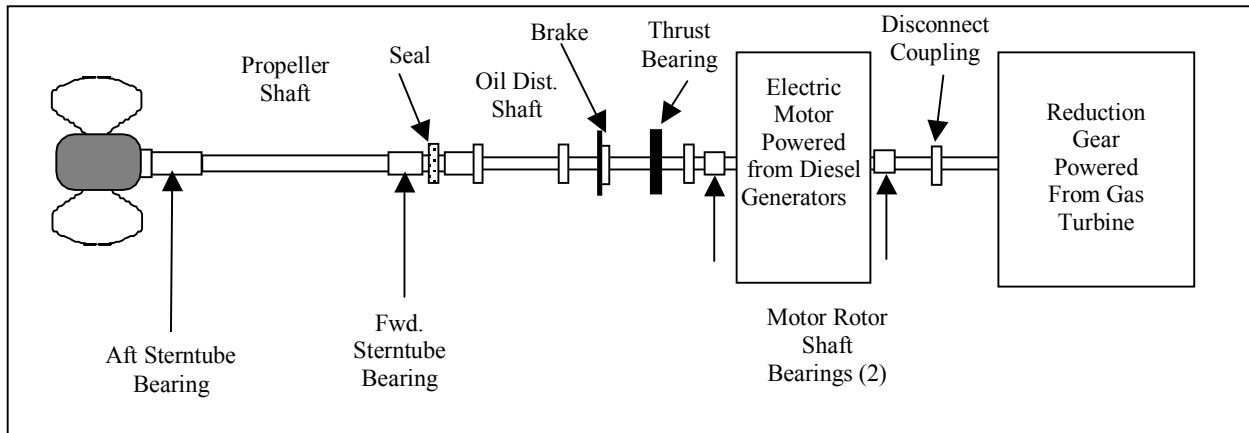 Propeller
Shaft
Seal
Oil Dist.
Shaft
Brake
Thrust
Bearing
Electric
Motor
Powered
from Diesel
Generators
Disconnect
Coupling
Reduction
Gear
Powered
From Gas
Turbine
Aft Sterntube
Bearing
Fwd.
Sterntube
Bearing
Motor Rotor
Shaft
Bearings (2)